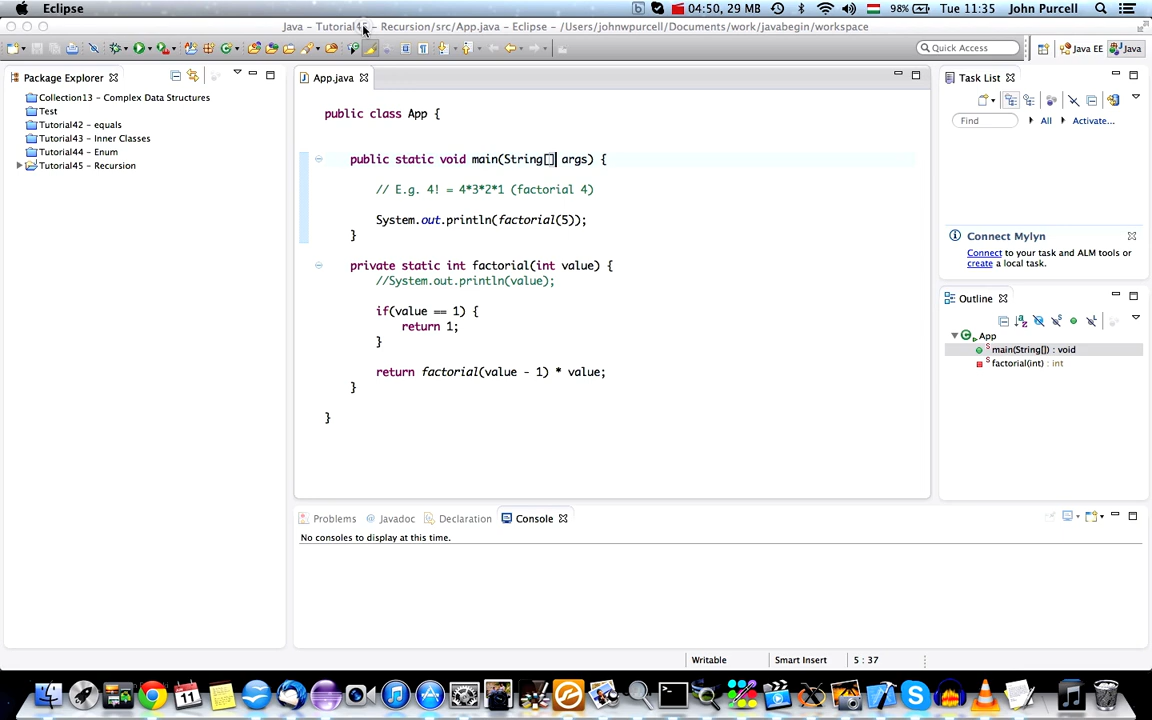 Eclipse 04:50, 29 MB 98% Tue 11:35 John Purcell
Java – Tutorial45 – Recursion/src/App.java – Eclipse – /Users/johnwpurcell/Documents/work/javabegin/workspace
Quick Access Java EE Java
Package Explorer
Collection13 – Complex Data Structures
Test
Tutorial42 – equals
Tutorial43 – Inner Classes
Tutorial44 – Enum
Tutorial45 – Recursion
App.java
public class App {
public static void main(String[] args) {
// E.g. 4! = 4*3*2*1 (factorial 4)
System.out.println(factorial(5));
}
private static int factorial(int value) {
//System.out.println(value);
if(value == 1) {
return 1;
}
return factorial(value - 1) * value;
}
}
Task List
Find All Activate...
Connect Mylyn
Connect to your task and ALM tools or
create a local task.
Outline
App
main(String[]) : void
factorial(int) : int
Problems Javadoc Declaration Console
No consoles to display at this time.
Writable Smart Insert 5 : 37
11